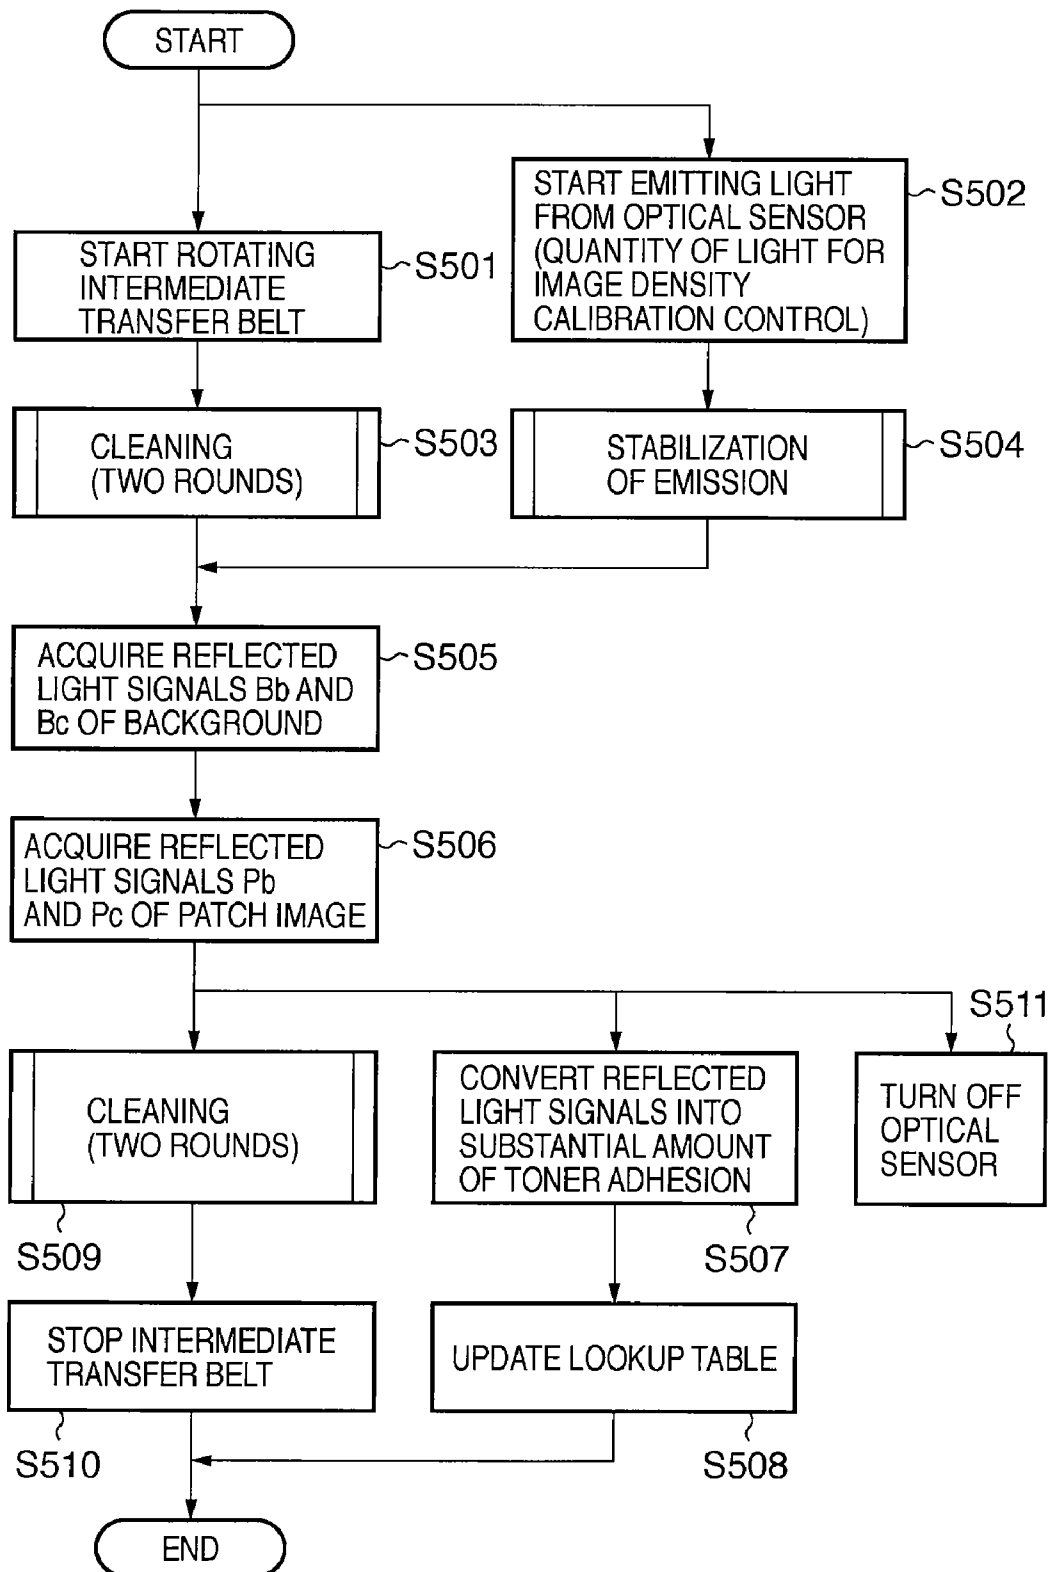 START
START EMITTING LIGHT
FROM OPTICAL SENSOR
(QUANTITY OF LIGHT FOR
IMAGE DENSITY
CALIBRATION CONTROL)
S502
START ROTATING
INTERMEDIATE
TRANSFER BELT
S501
CLEANING
(TWO ROUNDS)
S503
STABILIZATION
OF EMISSION
S504
ACQUIRE REFLECTED
LIGHT SIGNALS Bb AND
Bc OF BACKGROUND
S505
ACQUIRE REFLECTED
LIGHT SIGNALS Pb
AND Pc OF PATCH IMAGE
S506
CLEANING
(TWO ROUNDS)
S509
CONVERT REFLECTED
LIGHT SIGNALS INTO
SUBSTANTIAL AMOUNT
OF TONER ADHESION
S507
S511
TURN OFF
OPTICAL
SENSOR
STOP INTERMEDIATE
TRANSFER BELT
S510
UPDATE LOOKUP TABLE
S508
END